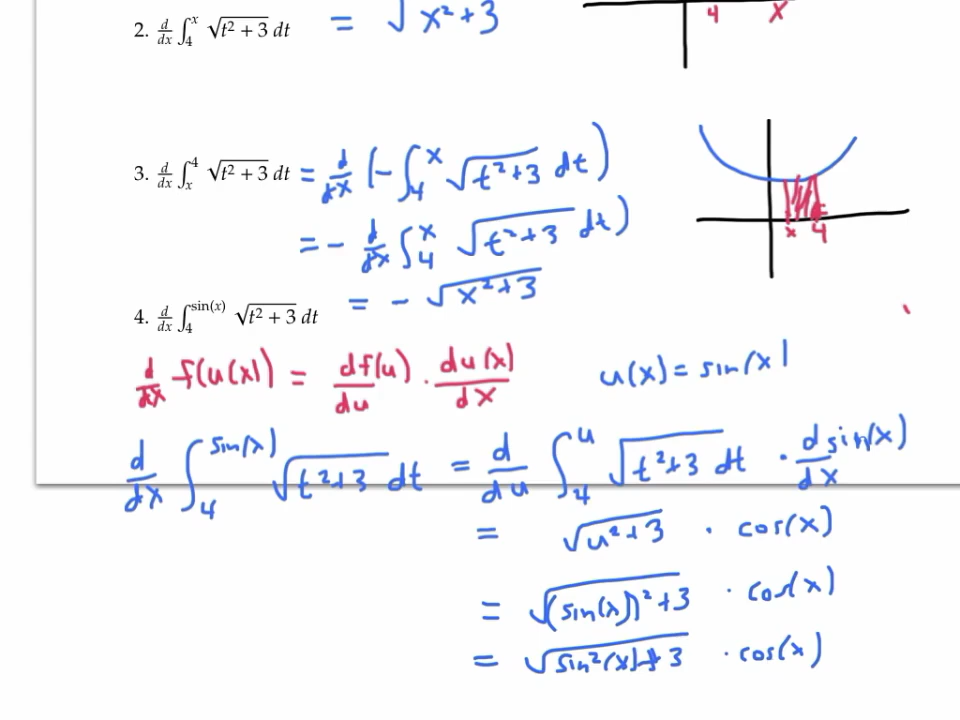 2. d/dx ∫₄ˣ √(t² + 3) dt = √(x² + 3)
4 x
3. d/dx ∫ₓ⁴ √(t² + 3) dt = d/dx (-∫₄ˣ √(t²+3) dt)
= - d/dx ∫₄ˣ √(t²+3) dt)
x 4
= - √(x²+3)
4. d/dx ∫₄^sin(x) √(t² + 3) dt
d/dx f(u(x)) = df(u)/du · du(x)/dx u(x) = sin(x)
d/dx ∫₄^sin(x) √(t²+3) dt = d/du ∫₄ᵘ √(t²+3) dt · d sin(x)/dx
= √(u²+3) · cos(x)
= √((sin(x))²+3) · cos(x)
= √(sin²(x)+3) · cos(x)